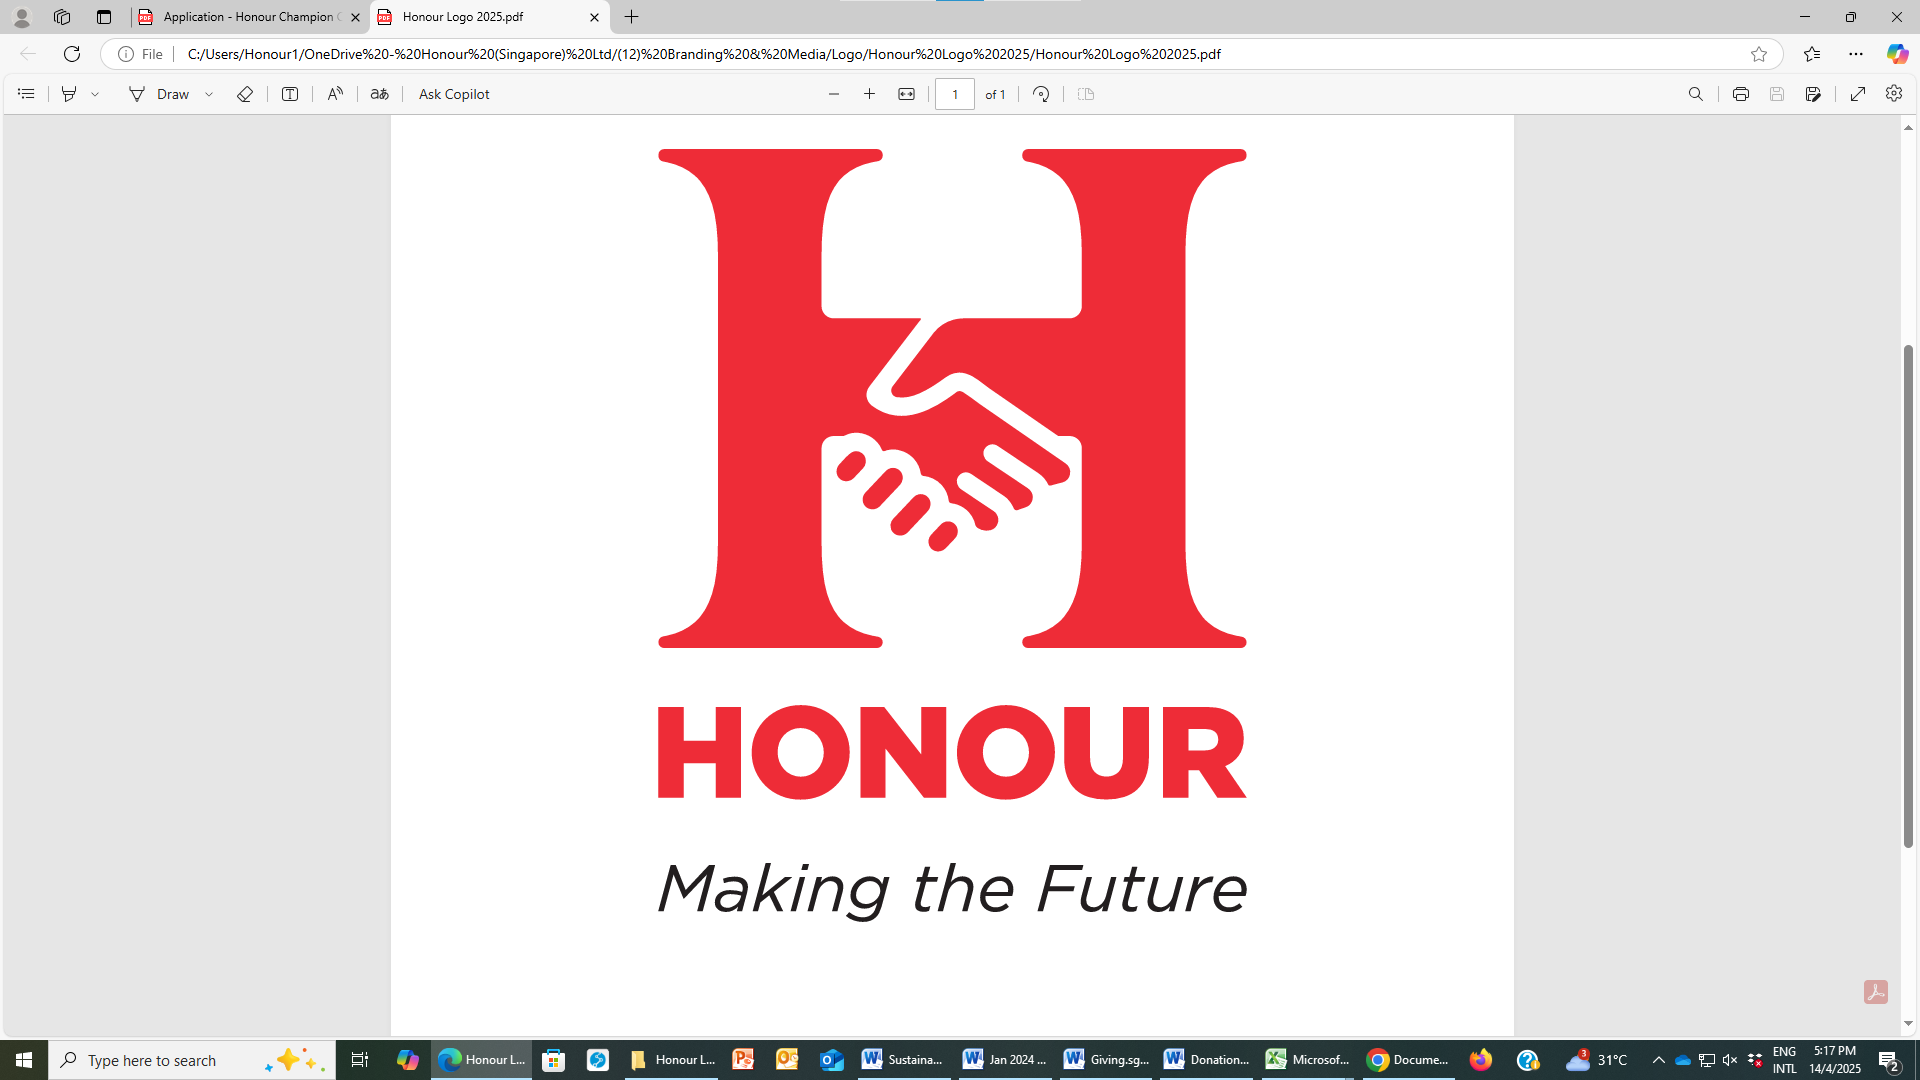 Application - Honour Champion
Honour Logo 2025.pdf
File
C:/Users/Honour1/OneDrive%20-%20Honour%20(Singapore)%20Ltd/(12)%20Branding%20&%20Media/Logo/Honour%20Logo%202025/Honour%20Logo%202025.pdf
Draw
Ask Copilot
1 of 1
HONOUR
Making the Future
Type here to search
Honour L...
Honour L...
Sustaina...
Jan 2024 ...
Giving.sg...
Donation...
Microsof...
Docume...
3
31°C
ENG
INTL
5:17 PM
14/4/2025
2